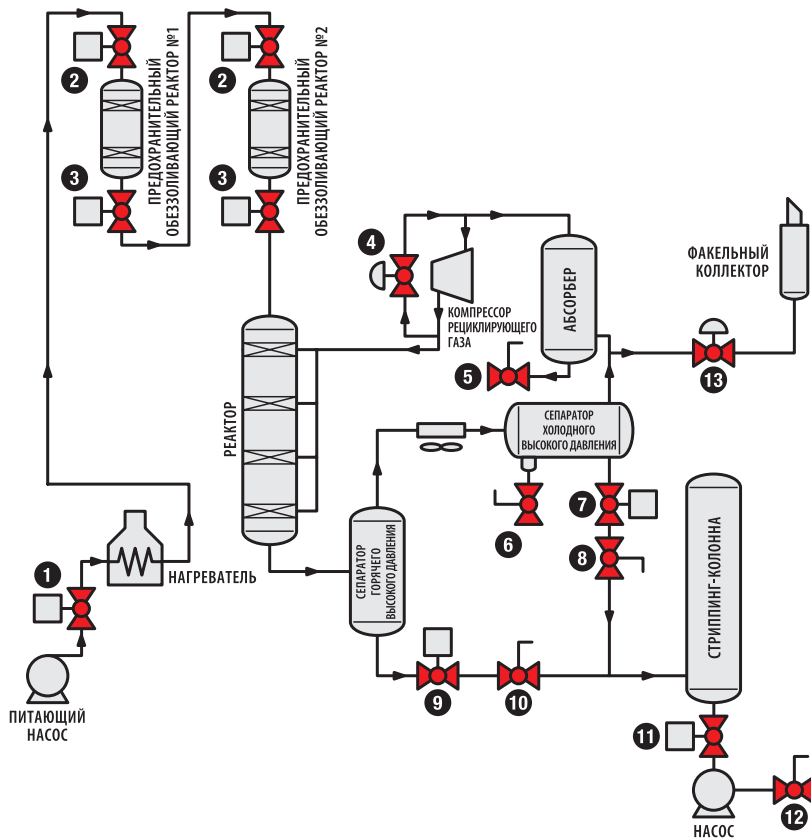 2
ПРЕДОХРАНИТЕЛЬНЫЙ
ОБЕЗЗОЛИВАЮЩИЙ РЕАКТОР №1
3
2
ПРЕДОХРАНИТЕЛЬНЫЙ
ОБЕЗЗОЛИВАЮЩИЙ РЕАКТОР №2
3
4
КОМПРЕССОР
РЕЦИКЛИРУЮЩЕГО
ГАЗА
АБСОРБЕР
5
ФАКЕЛЬНЫЙ
КОЛЛЕКТОР
13
РЕАКТОР
СЕПАРАТОР
ХОЛОДНОГО
ВЫСОКОГО ДАВЛЕНИЯ
6
7
8
СЕПАРАТОР
ГОРЯЧЕГО
ВЫСОКОГО ДАВЛЕНИЯ
СТРИППИНГ-КОЛОННА
1
НАГРЕВАТЕЛЬ
ПИТАЮЩИЙ
НАСОС
9
10
11
12
НАСОС